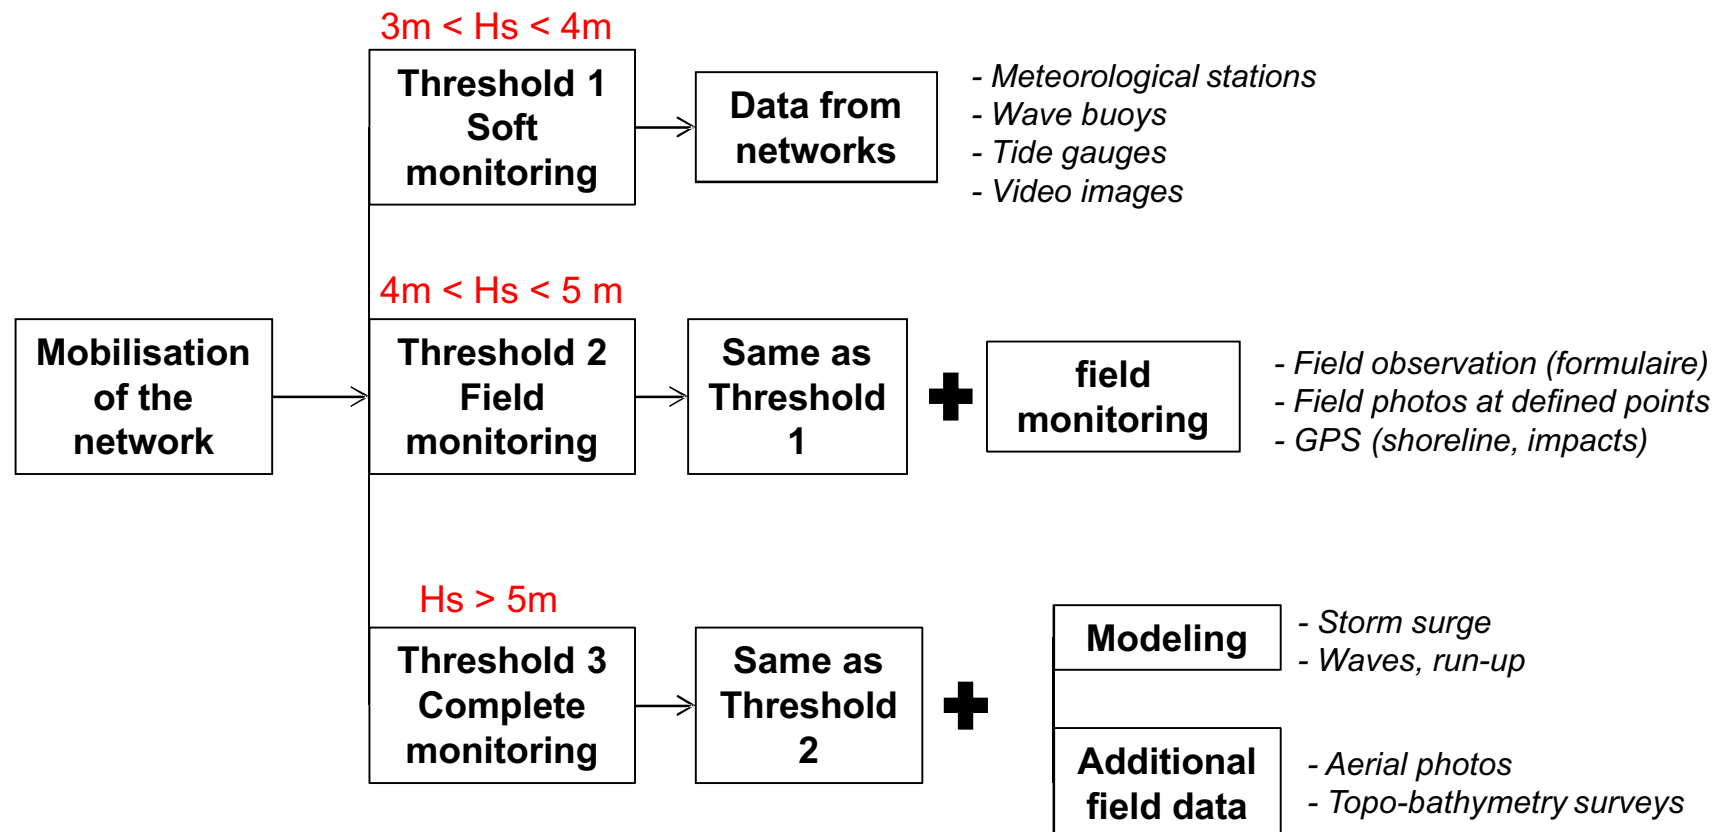 3m < Hs < 4m
Threshold 1
Soft
monitoring
Data from
networks
- Meteorological stations
- Wave buoys
- Tide gauges
- Video images
Mobilisation
of the
network
4m < Hs < 5 m
Threshold 2
Field
monitoring
Same as
Threshold
1
field
monitoring
- Field observation (formulaire)
- Field photos at defined points
- GPS (shoreline, impacts)
Hs > 5m
Threshold 3
Complete
monitoring
Same as
Threshold
2
Modeling
- Storm surge
- Waves, run-up
Additional
field data
- Aerial photos
- Topo-bathymetry surveys